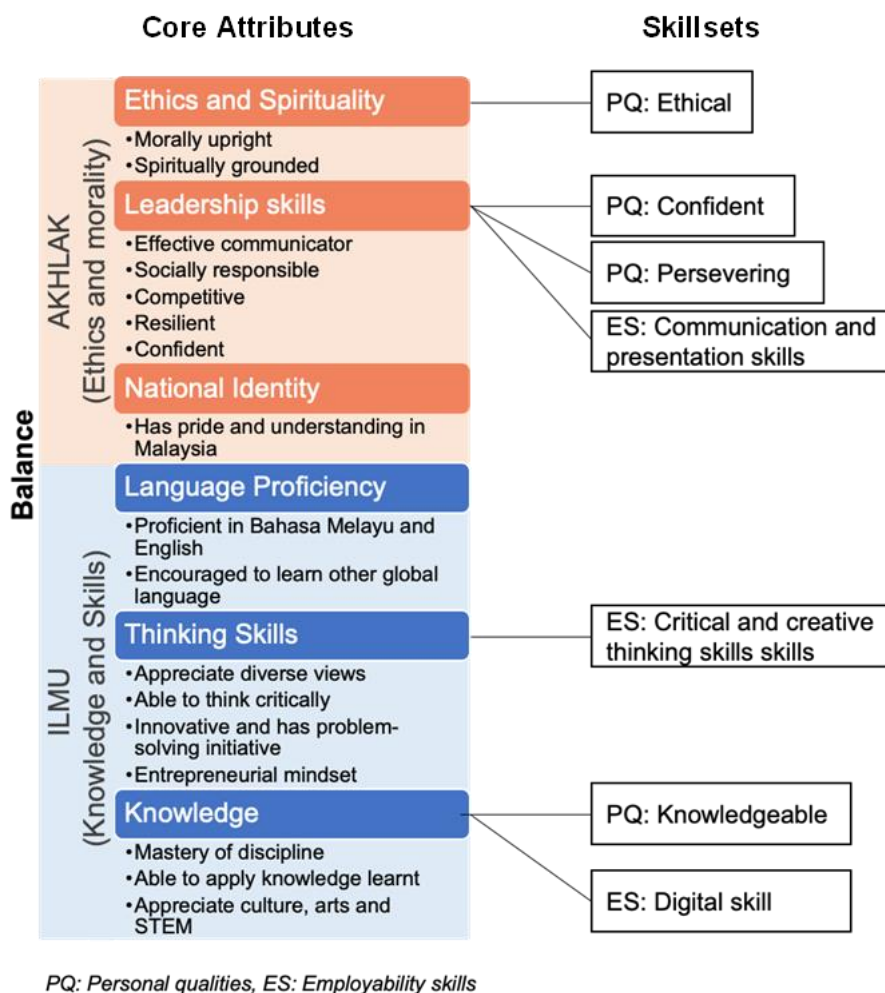 Core Attributes
Skillsets
Balance
AKHLAK
(Ethics and morality)
Ethics and Spirituality
•Morally upright
•Spiritually grounded
PQ: Ethical
Leadership skills
•Effective communicator
•Socially responsible
•Competitive
•Resilient
•Confident
PQ: Confident
PQ: Persevering
ES: Communication and
presentation skills
National Identity
•Has pride and understanding in
Malaysia
ILMU
(Knowledge and Skills)
Language Proficiency
•Proficient in Bahasa Melayu and
English
•Encouraged to learn other global
language
Thinking Skills
•Appreciate diverse views
•Able to think critically
•Innovative and has problem-
solving initiative
•Entrepreneurial mindset
ES: Critical and creative
thinking skills skills
Knowledge
•Mastery of discipline
•Able to apply knowledge learnt
•Appreciate culture, arts and
STEM
PQ: Knowledgeable
ES: Digital skill
PQ: Personal qualities, ES: Employability skills